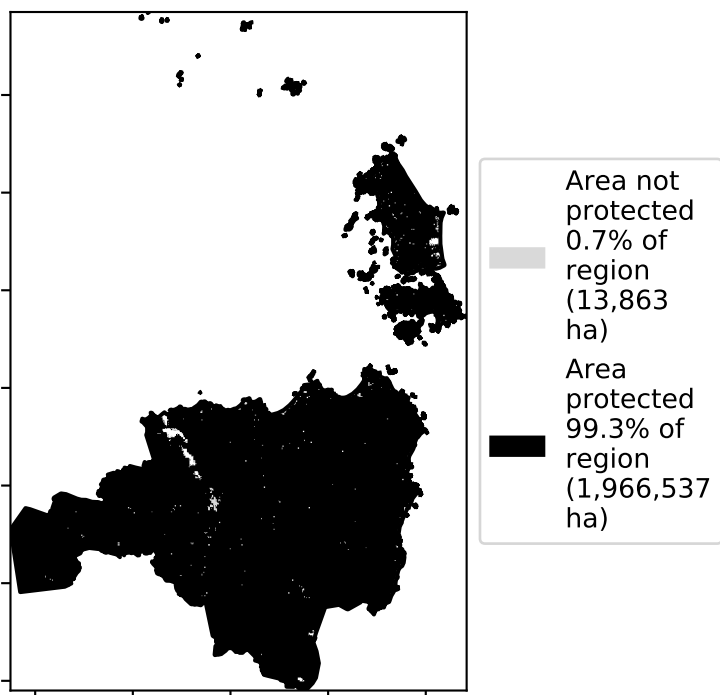 Area not
protected
0.7% of
region
(13,863
ha)
Area
protected
99.3% of
region
(1,966,537
ha)